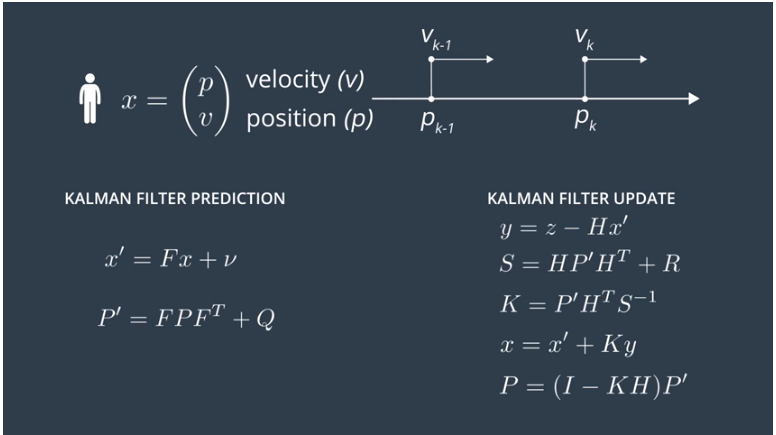 v_{k-1} v_k
x = \begin{pmatrix} p \\ v \end{pmatrix}
velocity (v)
position (p)
p_{k-1} p_k
KALMAN FILTER PREDICTION
x' = Fx + ν
P' = FPF^T + Q
KALMAN FILTER UPDATE
y = z − Hx'
S = HP'H^T + R
K = P'H^T S^{-1}
x = x' + Ky
P = (I − KH)P'